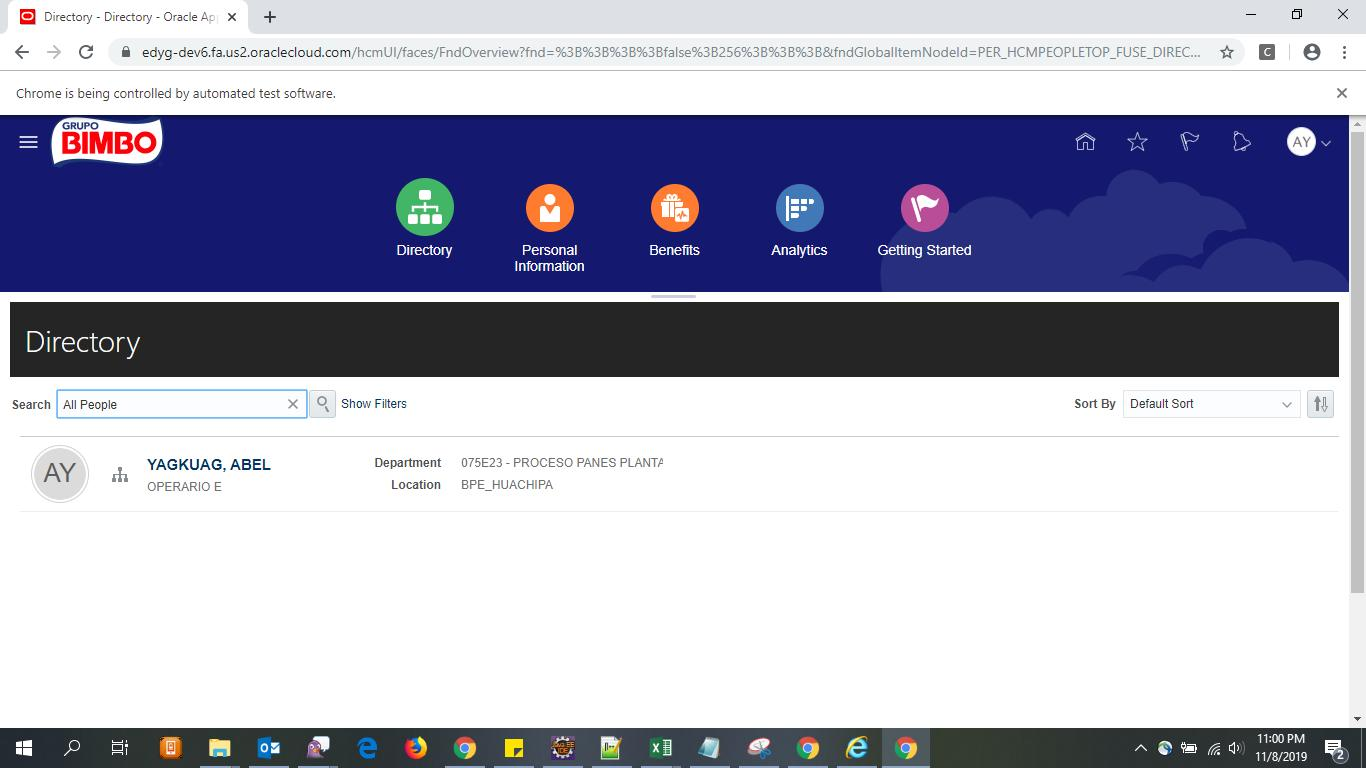 Directory - Directory - Oracle Ap
edyg-dev6.fa.us2.oraclecloud.com/hcmUI/faces/FndOverview?fnd=%3B%3B%3B%3Bfalse%3B256%3B%3B%3B&fndGlobalItemNodeId=PER_HCMPEOPLETOP_FUSE_DIREC...
C
Chrome is being controlled by automated test software.
GRUPO
BIMBO
AY
Directory
Personal
Information
Benefits
Analytics
Getting Started
Directory
Search
All People
Show Filters
Sort By
Default Sort
AY
YAGKUAG, ABEL
OPERARIO E
Department
075E23 - PROCESO PANES PLANTA
Location
BPE_HUACHIPA
11:00 PM
11/8/2019
2